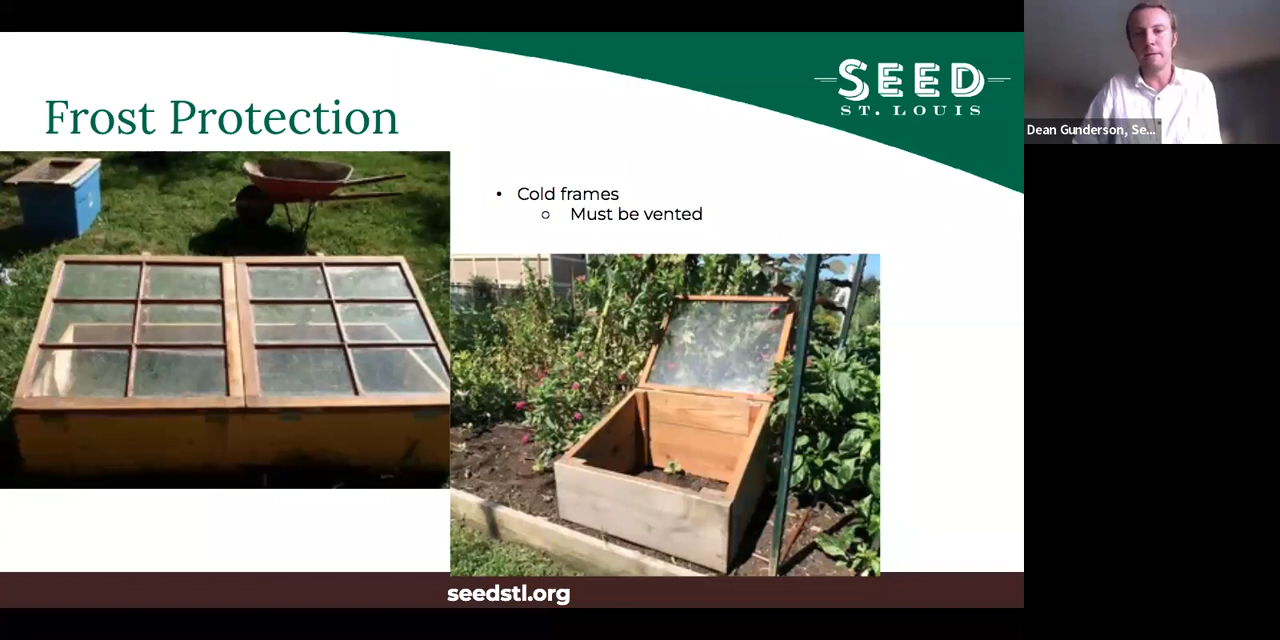 SEED
ST. LOUIS
Frost Protection
Dean Gunderson, Se...
• Cold frames
○ Must be vented
seedstl.org